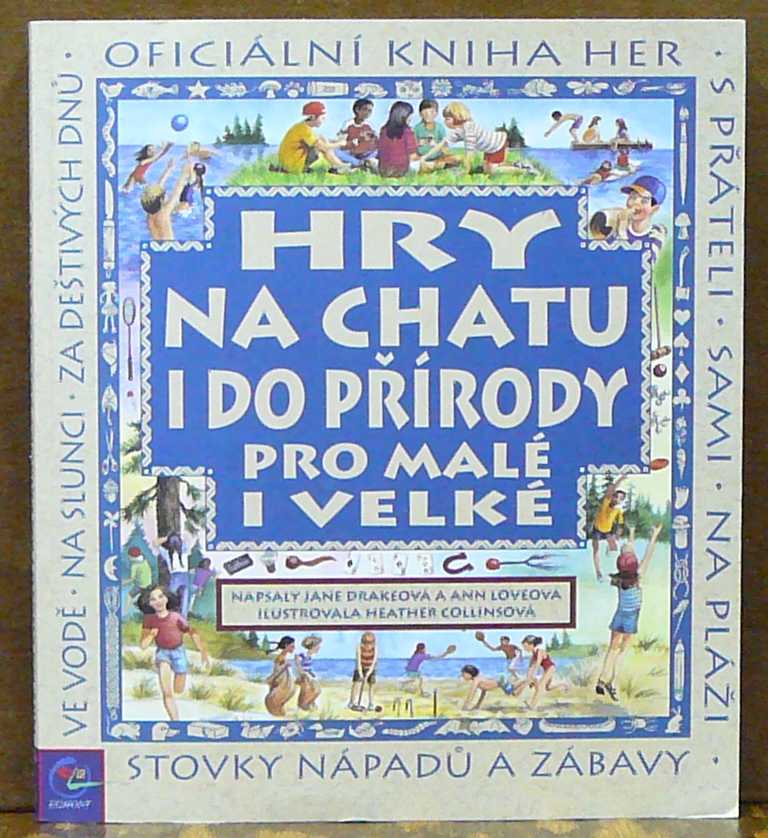 OFICIÁLNÍ KNIHA HER
S PŘÁTELI · SAMI · NA PLÁŽI ·
STOVKY NÁPADŮ A ZÁBAVY ·
VE VODĚ · NA SLUNCI · ZA DEŠTIVÝCH DNŮ ·
HRY
NA CHATU
I DO PŘÍRODY
PRO MALÉ
I VELKÉ
NAPSALY JANE DRAKEOVÁ A ANN LOVEOVÁ
ILUSTROVALA HEATHER COLLINSOVÁ